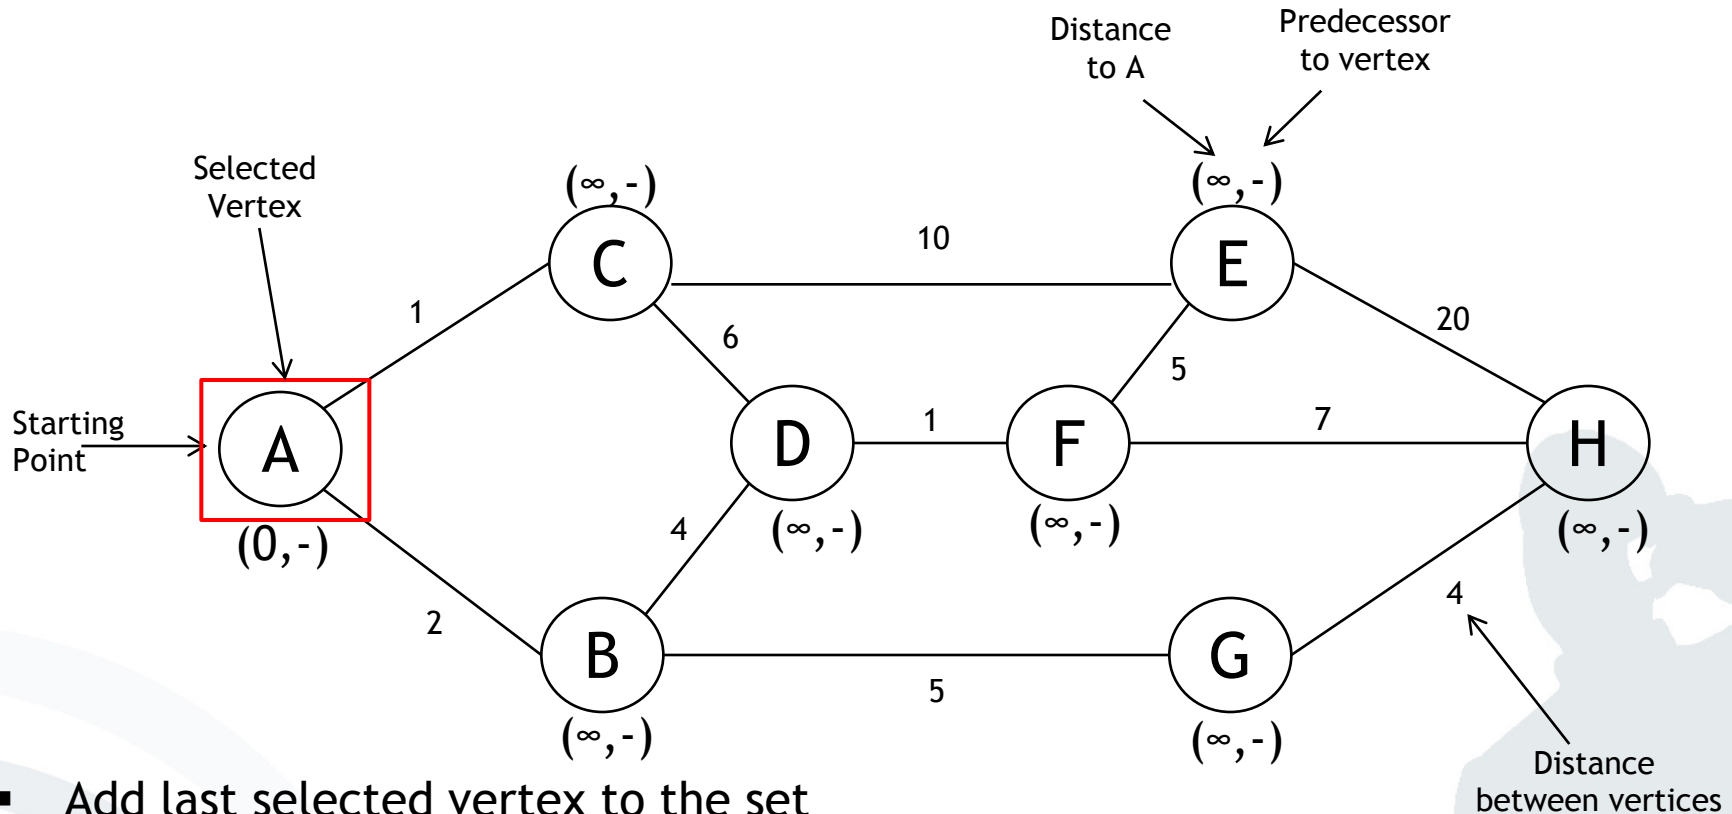 Distance
to A
Predecessor
to vertex
Selected
Vertex
(∞,-)
(∞,-)
C
10
E
1
6
20
5
Starting
Point
A
D
1
F
7
H
(0,-)
4
(∞,-)
(∞,-)
(∞,-)
2
B
G
4
5
(∞,-)
(∞,-)
Distance
between vertices
▪ Add last selected vertex to the set